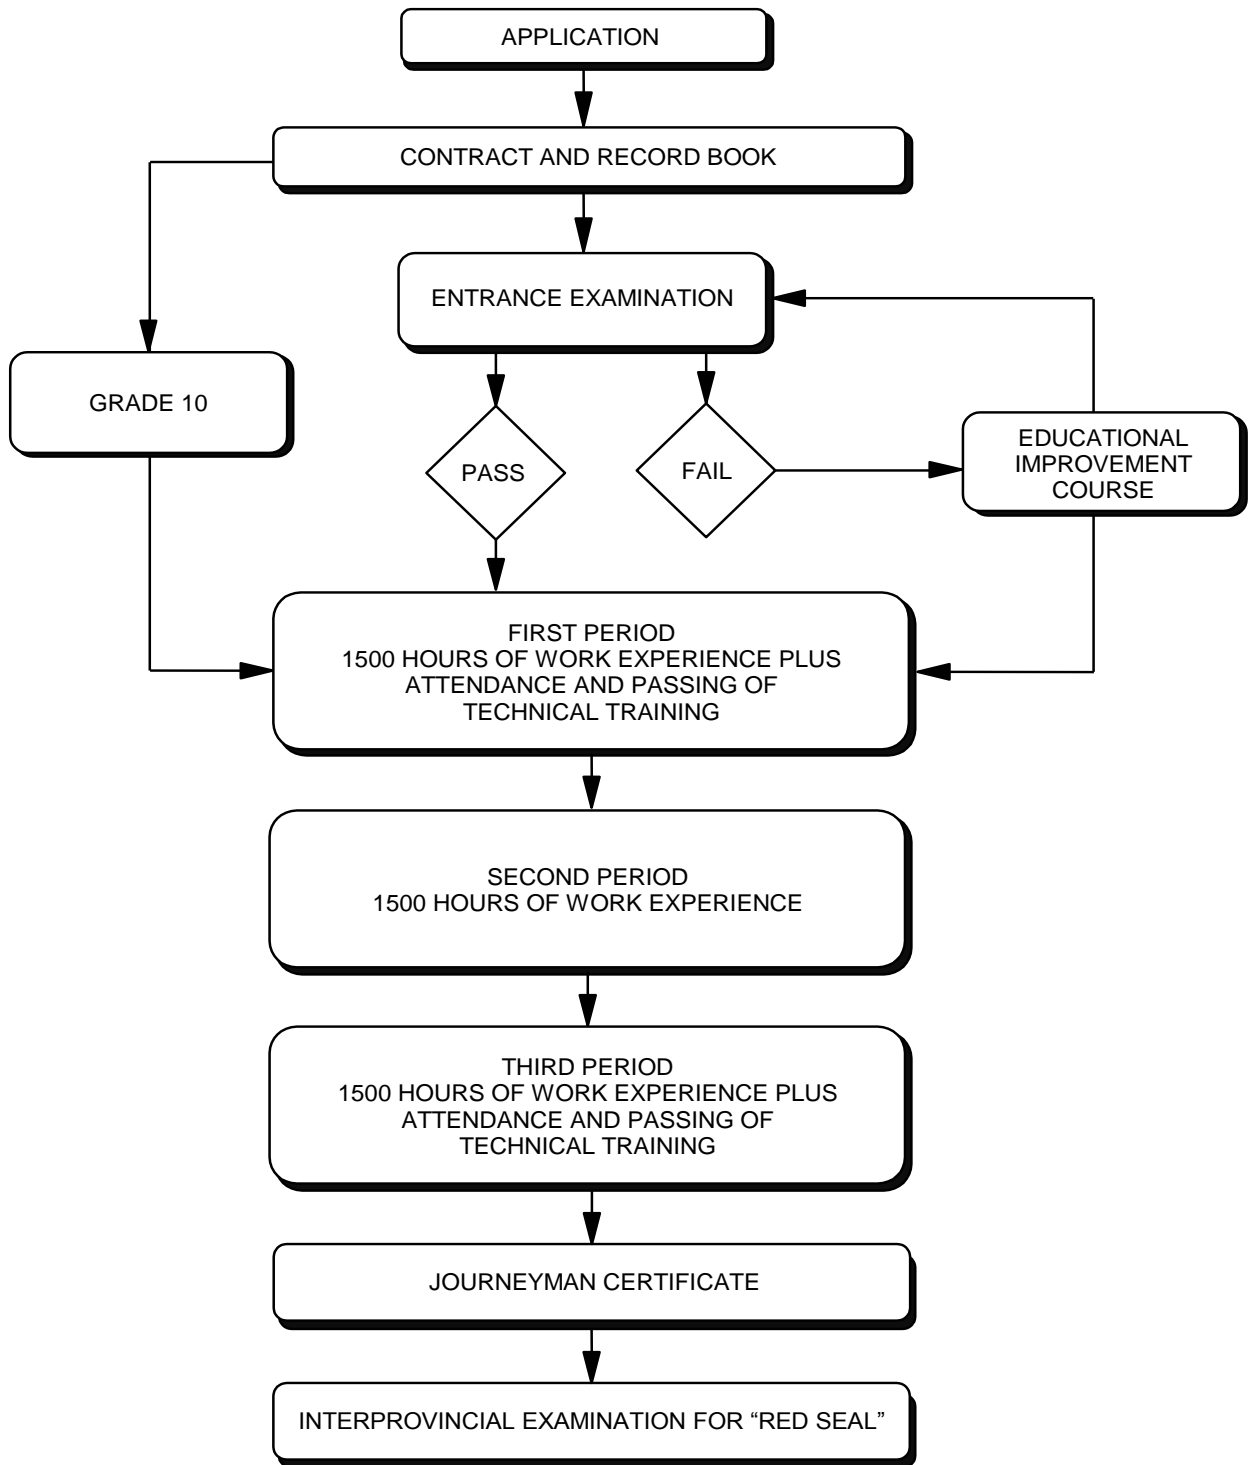 APPLICATION
CONTRACT AND RECORD BOOK
ENTRANCE EXAMINATION
GRADE 10
PASS
FAIL
EDUCATIONAL
IMPROVEMENT
COURSE
FIRST PERIOD
1500 HOURS OF WORK EXPERIENCE PLUS
ATTENDANCE AND PASSING OF
TECHNICAL TRAINING
SECOND PERIOD
1500 HOURS OF WORK EXPERIENCE
THIRD PERIOD
1500 HOURS OF WORK EXPERIENCE PLUS
ATTENDANCE AND PASSING OF
TECHNICAL TRAINING
JOURNEYMAN CERTIFICATE
INTERPROVINCIAL EXAMINATION FOR “RED SEAL”